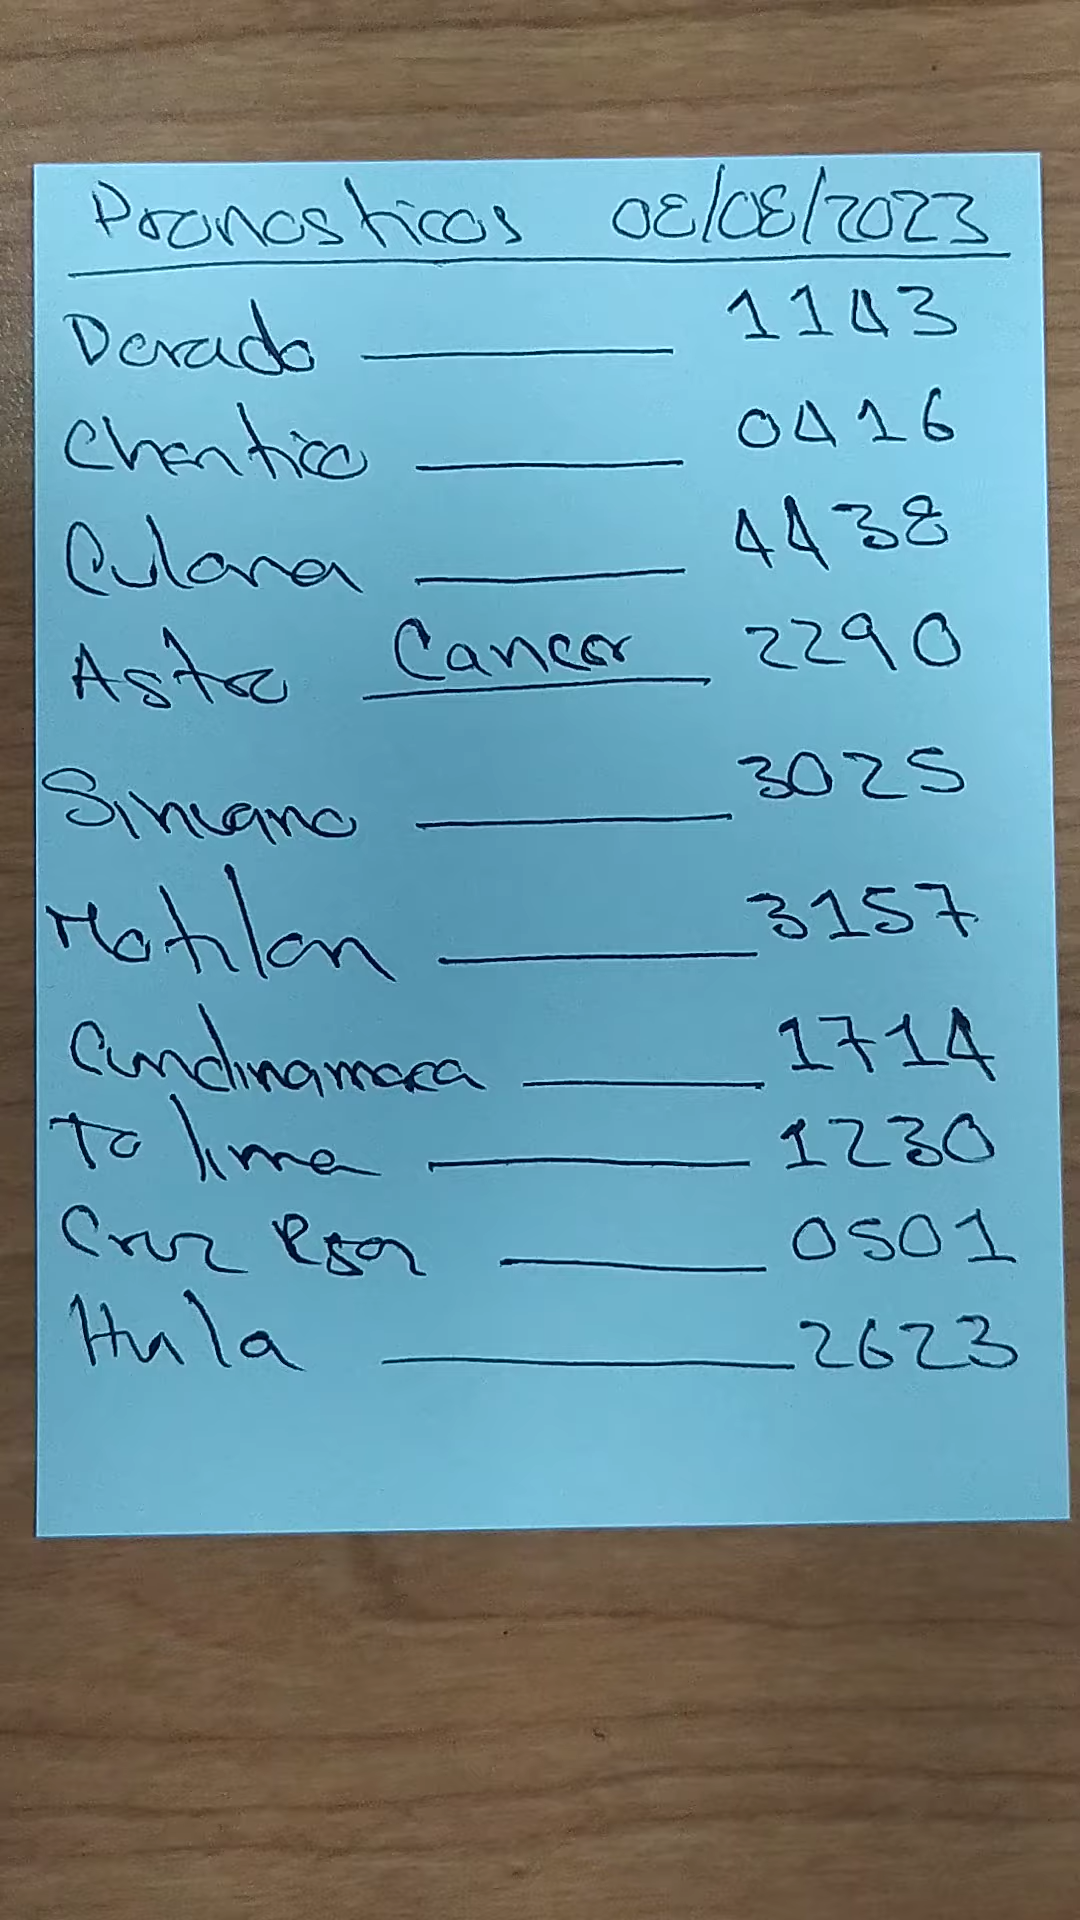 Pronosticos 08/08/2023
Dorado 1143
Chontico 0416
Culona 4438
Astro Cancer 2290
Sinuano 3025
Motilon 3157
Cundinamarca 1714
Tolima 1230
Cruz Roja 0501
Huila 2623